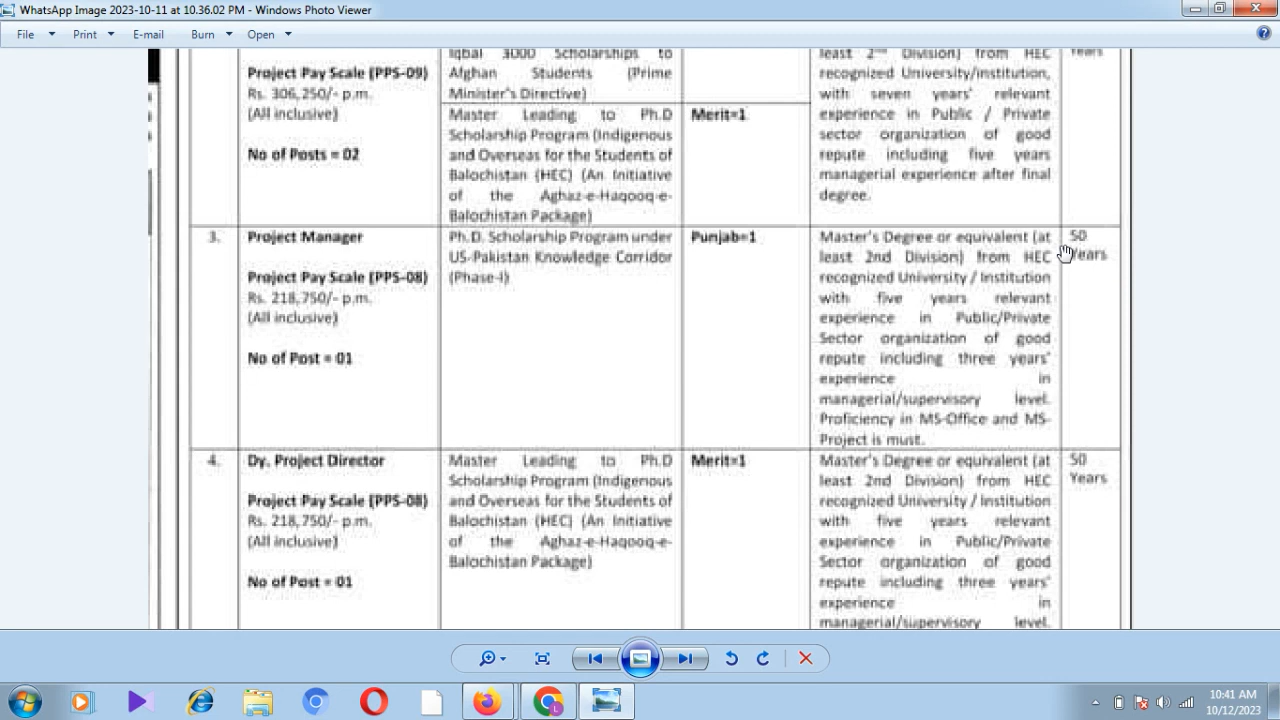 WhatsApp Image 2023-10-11 at 10.36.02 PM - Windows Photo Viewer
File Print E-mail Burn Open
Project Pay Scale (PPS-09)
Rs. 306,250/- p.m.
(All inclusive)
No of Posts = 02
Iqbal 3000 Scholarships to
Afghan Students (Prime
Minister's Directive)
Master Leading to Ph.D
Scholarship Program (Indigenous
and Overseas for the Students of
Balochistan (HEC) (An Initiative
of the Aghaz-e-Haqooq-e-
Balochistan Package)
Merit=1
least 2nd Division) from HEC
recognized University/institution,
with seven years' relevant
experience in Public / Private
sector organization of good
repute including five years
managerial experience after final
degree.
Years
3.
Project Manager
Project Pay Scale (PPS-08)
Rs. 218,750/- p.m.
(All inclusive)
No of Post = 01
Ph.D. Scholarship Program under
US-Pakistan Knowledge Corridor
(Phase-I)
Punjab=1
Master's Degree or equivalent (at
least 2nd Division) from HEC
recognized University / Institution
with five years relevant
experience in Public/Private
Sector organization of good
repute including three years'
experience in
managerial/supervisory level.
Proficiency in MS-Office and MS-
Project is must.
50
Years
4.
Dy. Project Director
Project Pay Scale (PPS-08)
Rs. 218,750/- p.m.
(All inclusive)
No of Post = 01
Master Leading to Ph.D
Scholarship Program (Indigenous
and Overseas for the Students of
Balochistan (HEC) (An Initiative
of the Aghaz-e-Haqooq-e-
Balochistan Package)
Merit=1
Master's Degree or equivalent (at
least 2nd Division) from HEC
recognized University / Institution
with five years relevant
experience in Public/Private
Sector organization of good
repute including three years'
experience in
managerial/supervisory level.
50
Years
10:41 AM
10/12/2023